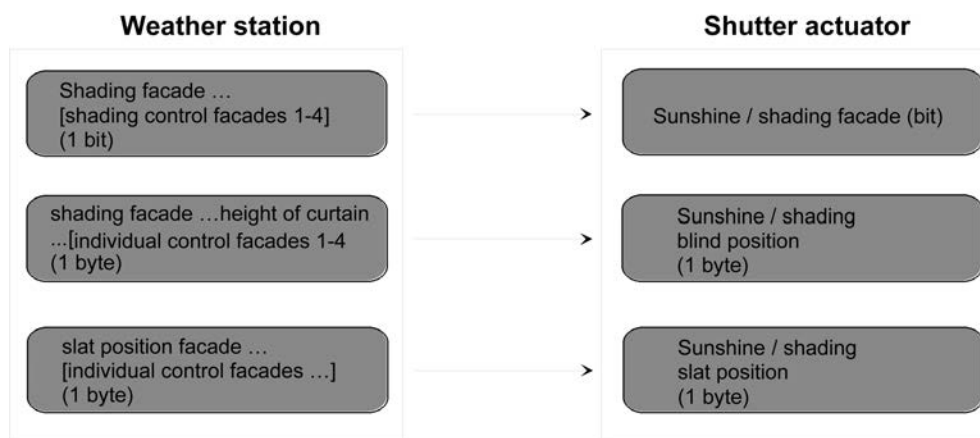 Weather station
Shading facade …
[shading control facades 1-4]
(1 bit)
shading facade …height of curtain
...[individual control facades 1-4
(1 byte)
slat position facade …
[individual control facades …]
(1 byte)
Shutter actuator
Sunshine / shading facade (bit)
Sunshine / shading
blind position
(1 byte)
Sunshine / shading
slat position
(1 byte)